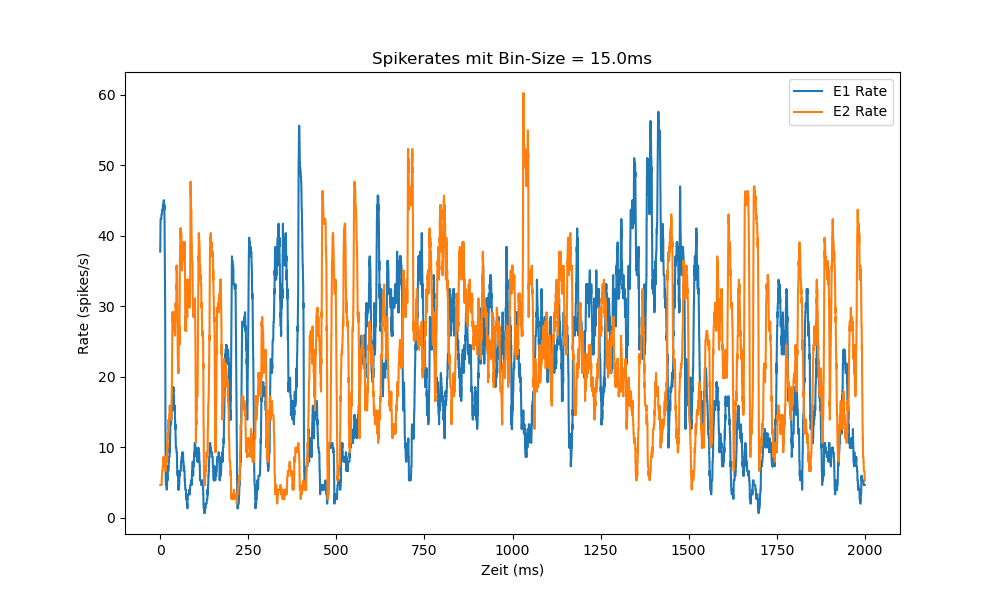 Spikerates mit Bin-Size = 15.0ms
E1 Rate
E2 Rate
Rate (spikes/s)
60
50
40
30
20
10
0
0 250 500 750 1000 1250 1500 1750 2000
Zeit (ms)